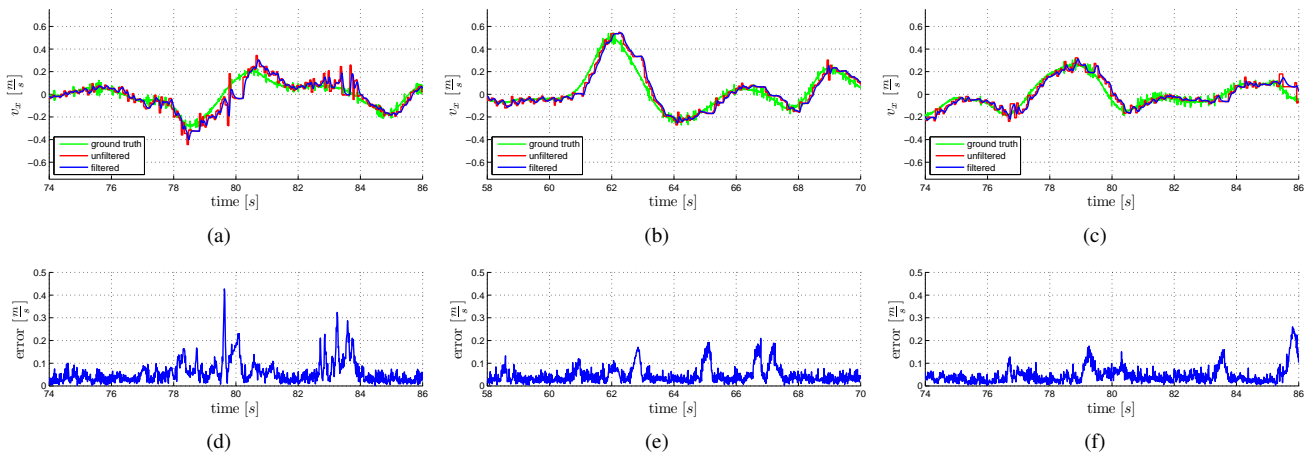 0.6
0.4
0.2
0
−0.2
−0.4
−0.6
v_x [m/s]
ground truth
unfiltered
filtered
74 76 78 80 82 84 86
time [s]
(a)
0.6
0.4
0.2
0
−0.2
−0.4
−0.6
v_x [m/s]
ground truth
unfiltered
filtered
58 60 62 64 66 68 70
time [s]
(b)
0.6
0.4
0.2
0
−0.2
−0.4
−0.6
v_x [m/s]
ground truth
unfiltered
filtered
74 76 78 80 82 84 86
time [s]
(c)
0.5
0.4
0.3
0.2
0.1
0
error [m/s]
74 76 78 80 82 84 86
time [s]
(d)
0.5
0.4
0.3
0.2
0.1
0
error [m/s]
58 60 62 64 66 68 70
time [s]
(e)
0.5
0.4
0.3
0.2
0.1
0
error [m/s]
74 76 78 80 82 84 86
time [s]
(f)